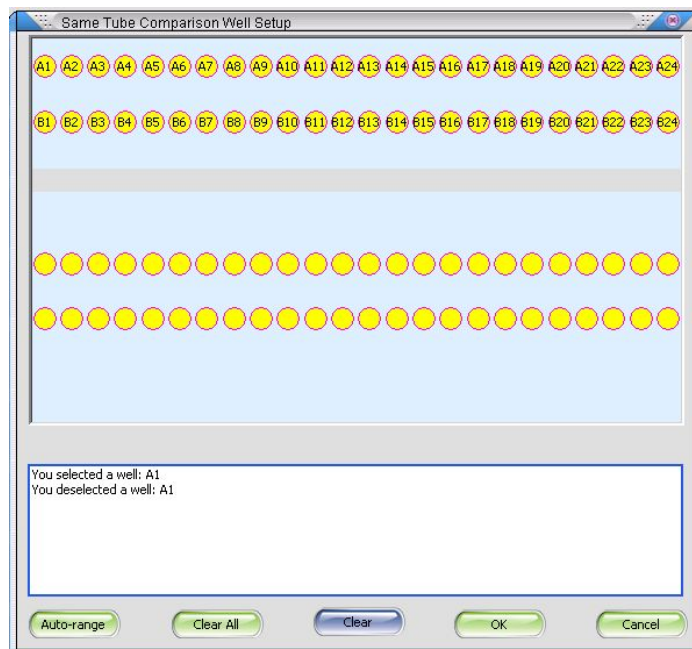 Same Tube Comparison Well Setup
A1 A2 A3 A4 A5 A6 A7 A8 A9 A10 A11 A12 A13 A14 A15 A16 A17 A18 A19 A20 A21 A22 A23 A24
B1 B2 B3 B4 B5 B6 B7 B8 B9 B10 B11 B12 B13 B14 B15 B16 B17 B18 B19 B20 B21 B22 B23 B24
You selected a well: A1
You deselected a well: A1
Auto-range Clear All Clear OK Cancel